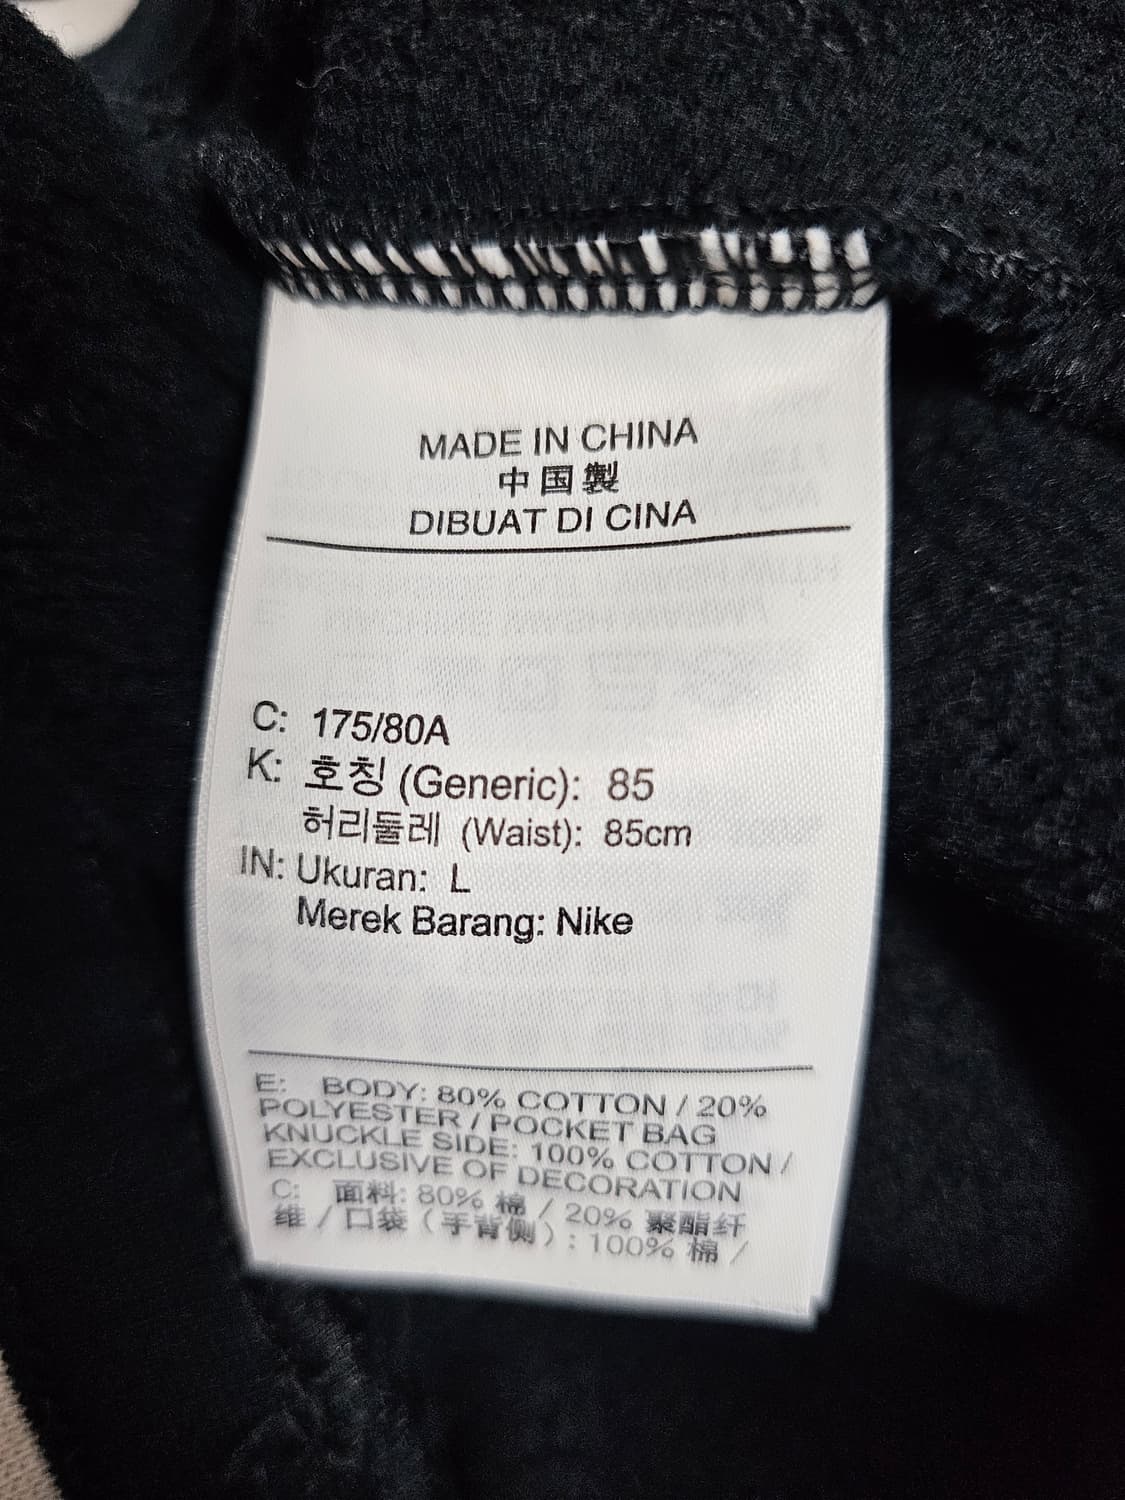 MADE IN CHINA
中国製
DIBUAT DI CINA
C: 175/80A
K: 호칭 (Generic): 85
허리둘레 (Waist): 85cm
IN: Ukuran: L
Merek Barang: Nike
E: BODY: 80% COTTON / 20%
POLYESTER / POCKET BAG
KNUCKLE SIDE: 100% COTTON /
EXCLUSIVE OF DECORATION
C: 面料: 80% 棉 / 20% 聚酯纤
维 / 口袋 (手背侧) : 100% 棉 /